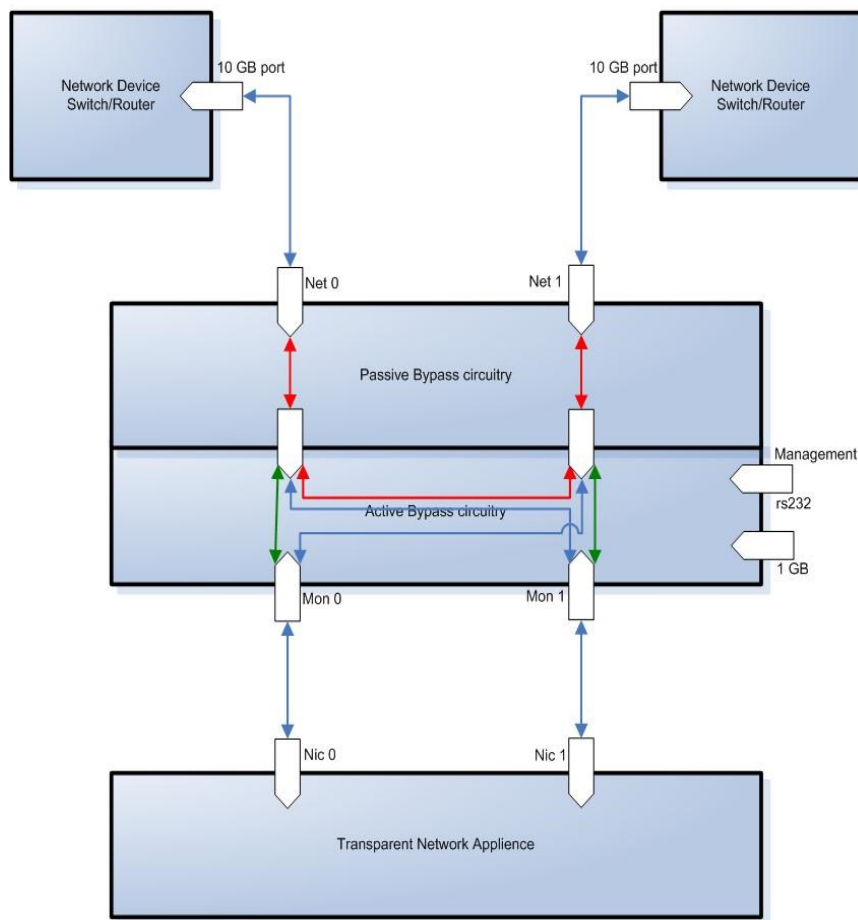 10 GB port
10 GB port
Network Device
Switch/Router
Network Device
Switch/Router
Net 0
Net 1
Passive Bypass circuitry
Management
rs232
Active Bypass circuitry
1 GB
Mon 0
Mon 1
Nic 0
Nic 1
Transparent Network Applience